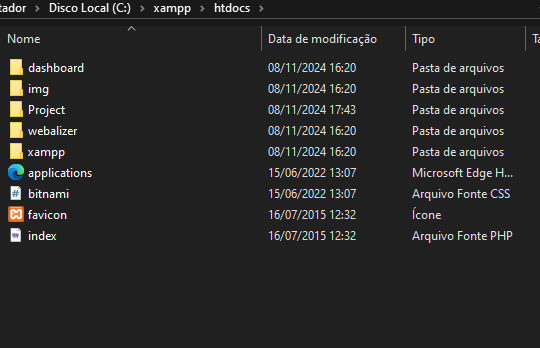 tador > Disco Local (C:) > xampp > htdocs >
Nome Data de modificação Tipo Ta
dashboard 08/11/2024 16:20 Pasta de arquivos
img 08/11/2024 16:20 Pasta de arquivos
Project 08/11/2024 17:43 Pasta de arquivos
webalizer 08/11/2024 16:20 Pasta de arquivos
xampp 08/11/2024 16:20 Pasta de arquivos
applications 15/06/2022 13:07 Microsoft Edge H...
bitnami 15/06/2022 13:07 Arquivo Fonte CSS
favicon 16/07/2015 12:32 Ícone
index 16/07/2015 12:32 Arquivo Fonte PHP